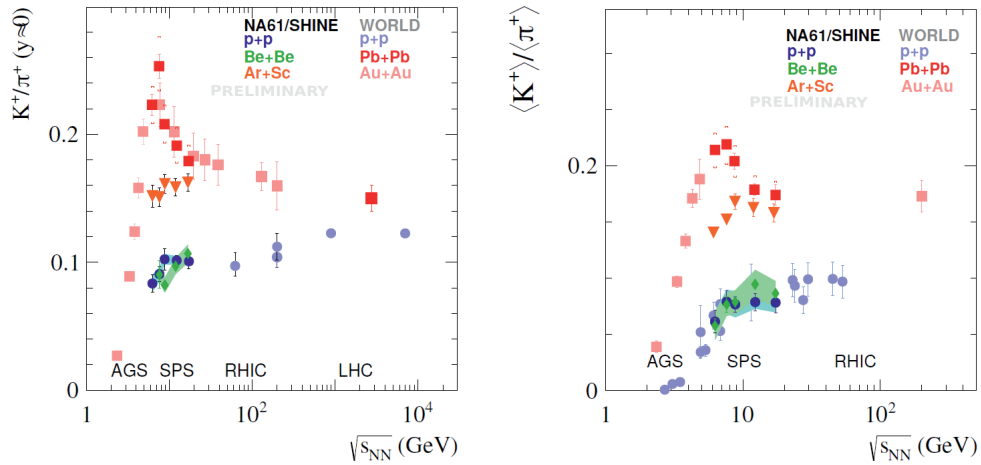 K⁺/π⁺ (y≈0)
NA61/SHINE WORLD
p+p p+p
Be+Be Pb+Pb
Ar+Sc Au+Au
PRELIMINARY
0.2
0.1
0
AGS SPS RHIC LHC
1 10² 10⁴
√sNN (GeV)
⟨K⁺⟩/⟨π⁺⟩
NA61/SHINE WORLD
p+p p+p
Be+Be Pb+Pb
Ar+Sc Au+Au
PRELIMINARY
0.2
0
AGS SPS RHIC
1 10 10²
√sNN (GeV)